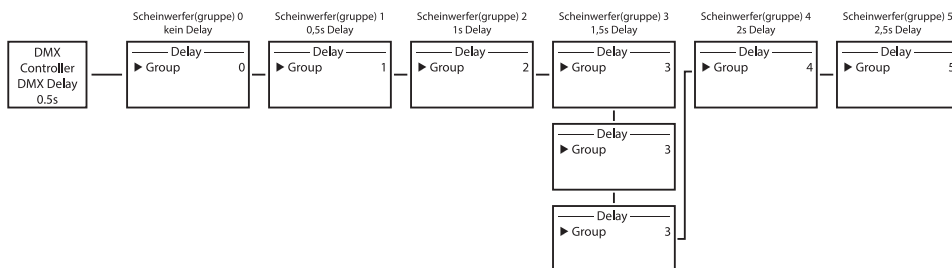 Scheinwerfer(gruppe) 0
kein Delay
Scheinwerfer(gruppe) 1
0,5s Delay
Scheinwerfer(gruppe) 2
1s Delay
Scheinwerfer(gruppe) 3
1,5s Delay
Scheinwerfer(gruppe) 4
2s Delay
Scheinwerfer(gruppe) 5
2,5s Delay
DMX
Controller
DMX Delay
0.5s
Delay
▶ Group 0
Delay
▶ Group 1
Delay
▶ Group 2
Delay
▶ Group 3
Delay
▶ Group 4
Delay
▶ Group 5
Delay
▶ Group 3
Delay
▶ Group 3